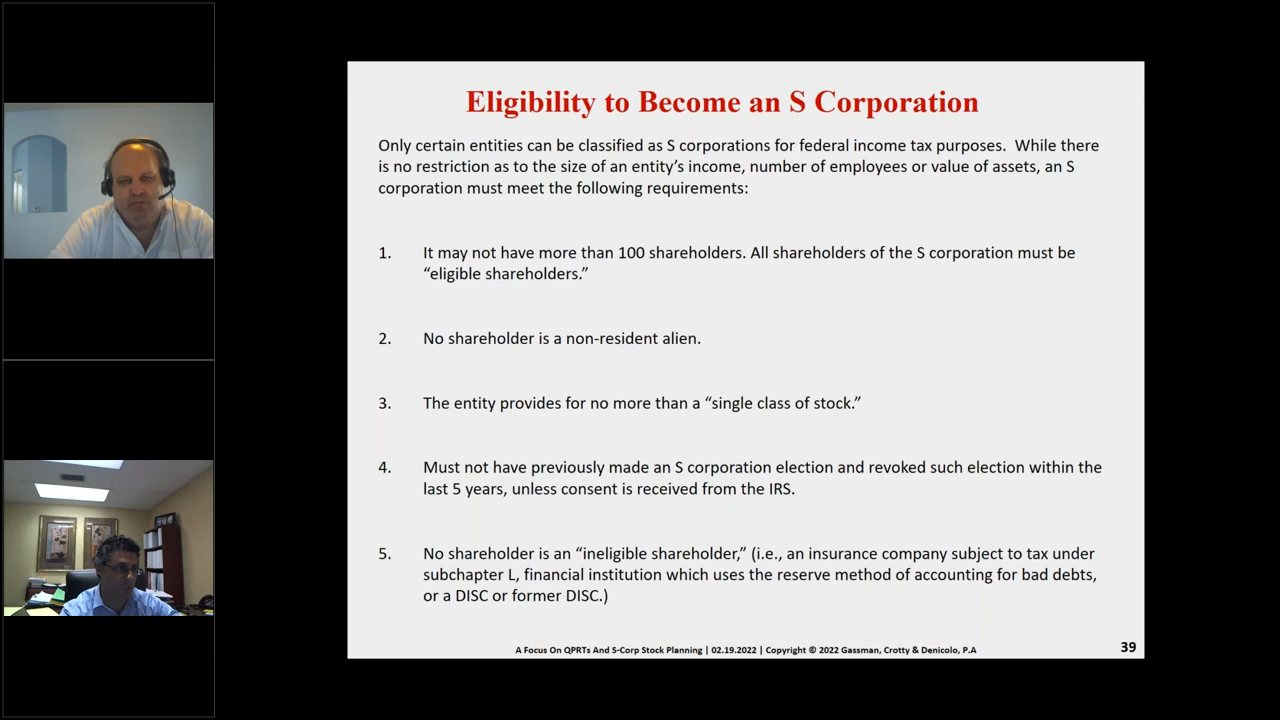 Eligibility to Become an S Corporation
Only certain entities can be classified as S corporations for federal income tax purposes.  While there
is no restriction as to the size of an entity’s income, number of employees or value of assets, an S
corporation must meet the following requirements:
1. It may not have more than 100 shareholders. All shareholders of the S corporation must be
“eligible shareholders.”
2. No shareholder is a non-resident alien.
3. The entity provides for no more than a “single class of stock.”
4. Must not have previously made an S corporation election and revoked such election within the
last 5 years, unless consent is received from the IRS.
5. No shareholder is an “ineligible shareholder,” (i.e., an insurance company subject to tax under
subchapter L, financial institution which uses the reserve method of accounting for bad debts,
or a DISC or former DISC.)
A Focus On QPRTs And S-Corp Stock Planning | 02.19.2022 | Copyright © 2022 Gassman, Crotty & Denicolo, P.A
39